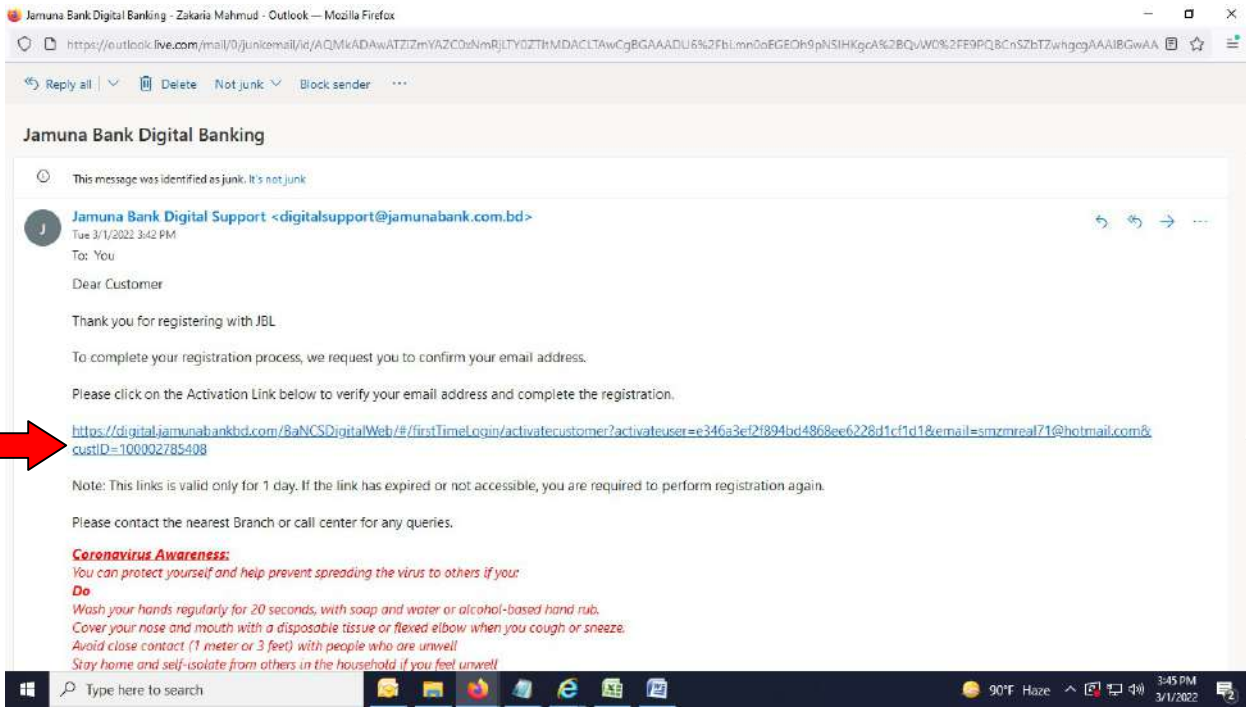 Jamuna Bank Digital Banking - Zakaria Mahmud - Outlook — Mozilla Firefox
Reply all
Delete
Not junk
Block sender
Jamuna Bank Digital Banking
This message was identified as junk. It's not junk
J
Jamuna Bank Digital Support <digitalsupport@jamunabank.com.bd>
Tue 3/1/2022 3:42 PM
To: You
Dear Customer
Thank you for registering with JBL
To complete your registration process, we request you to confirm your email address.
Please click on the Activation Link below to verify your email address and complete the registration.
https://digital.jamunabankbd.com/BaNCSDigitalWeb/#/firstTimeLogin/activatecustomer?activateuser=e346a3ef2f894bd4868ee6228d1cf1d1&email=smzmreal71@hotmail.com&
custID=100002785408
Note: This links is valid only for 1 day. If the link has expired or not accessible, you are required to perform registration again.
Please contact the nearest Branch or call center for any queries.
Coronavirus Awareness:
You can protect yourself and help prevent spreading the virus to others if you:
Do
Wash your hands regularly for 20 seconds, with soap and water or alcohol-based hand rub.
Cover your nose and mouth with a disposable tissue or flexed elbow when you cough or sneeze.
Avoid close contact (1 meter or 3 feet) with people who are unwell
Stay home and self-isolate from others in the household if you feel unwell
Type here to search
90°F Haze
3:45 PM
3/1/2022
2